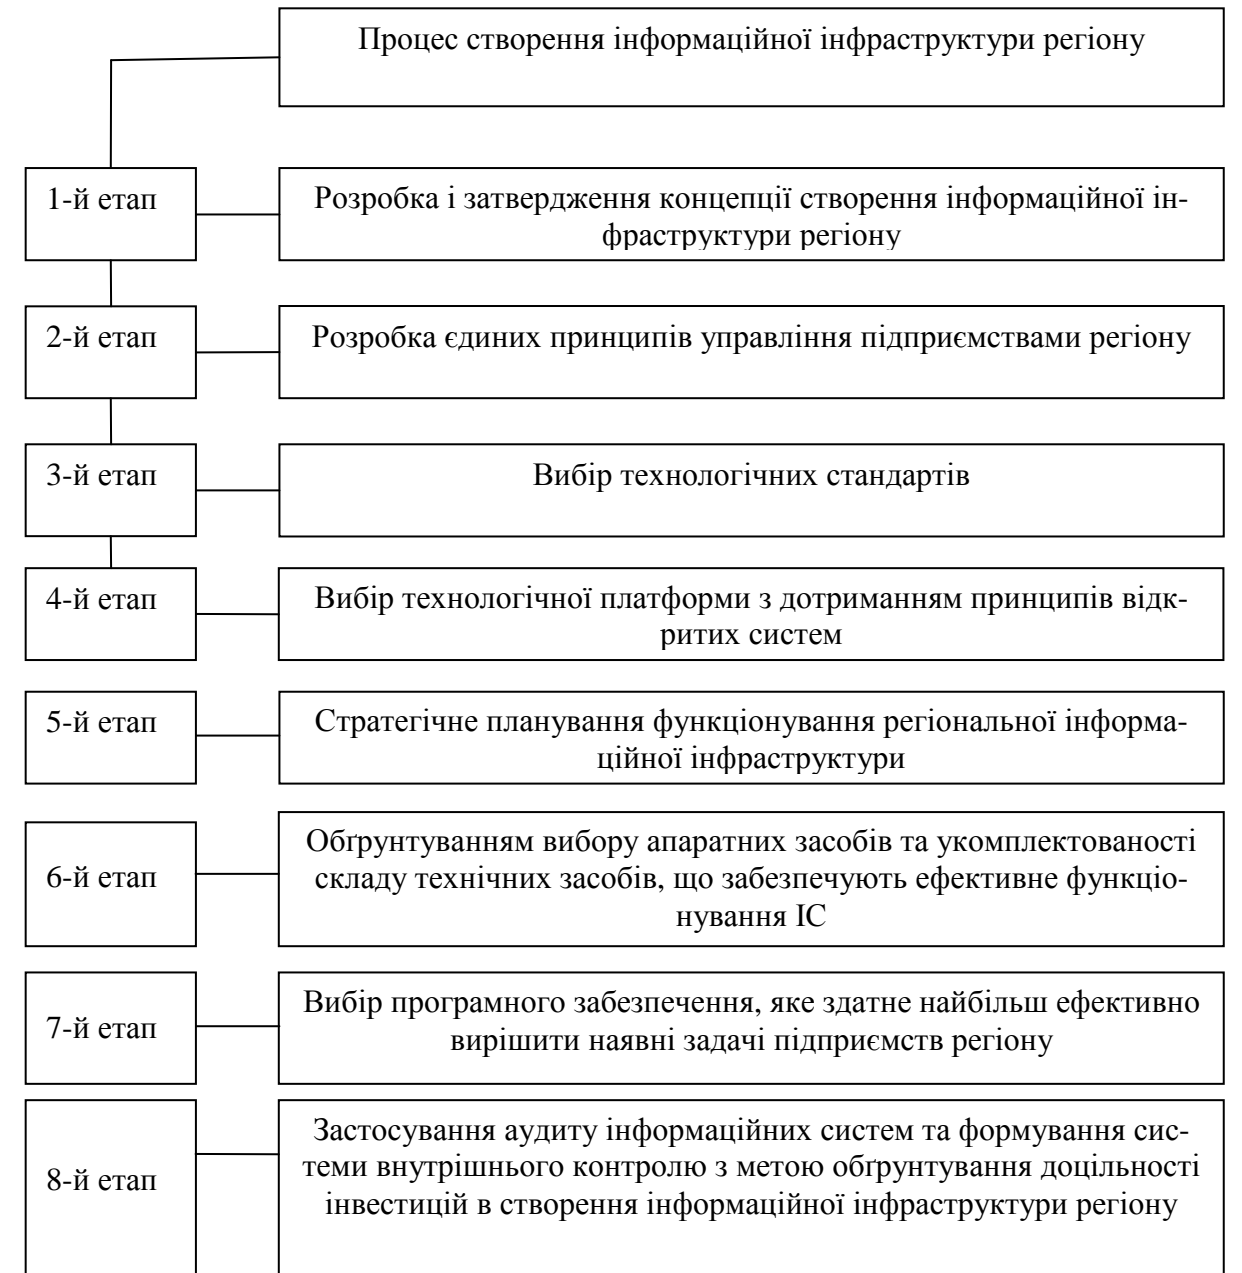 Процес створення інформаційної інфраструктури регіону
1-й етап
Розробка і затвердження концепції створення інформаційної ін-
фраструктури регіону
2-й етап
Розробка єдиних принципів управління підприємствами регіону
3-й етап
Вибір технологічних стандартів
4-й етап
Вибір технологічної платформи з дотриманням принципів від-
критих систем
5-й етап
Стратегічне планування функціонування регіональної інформа-
ційної інфраструктури
6-й етап
Обґрунтуванням вибору апаратних засобів та укомплектованості
складу технічних засобів, що забезпечують ефективне функціо-
нування ІС
7-й етап
Вибір програмного забезпечення, яке здатне найбільш ефективно
вирішити наявні задачі підприємств регіону
8-й етап
Застосування аудиту інформаційних систем та формування сис-
теми внутрішнього контролю з метою обґрунтування доцільності
інвестицій в створення інформаційної інфраструктури регіону